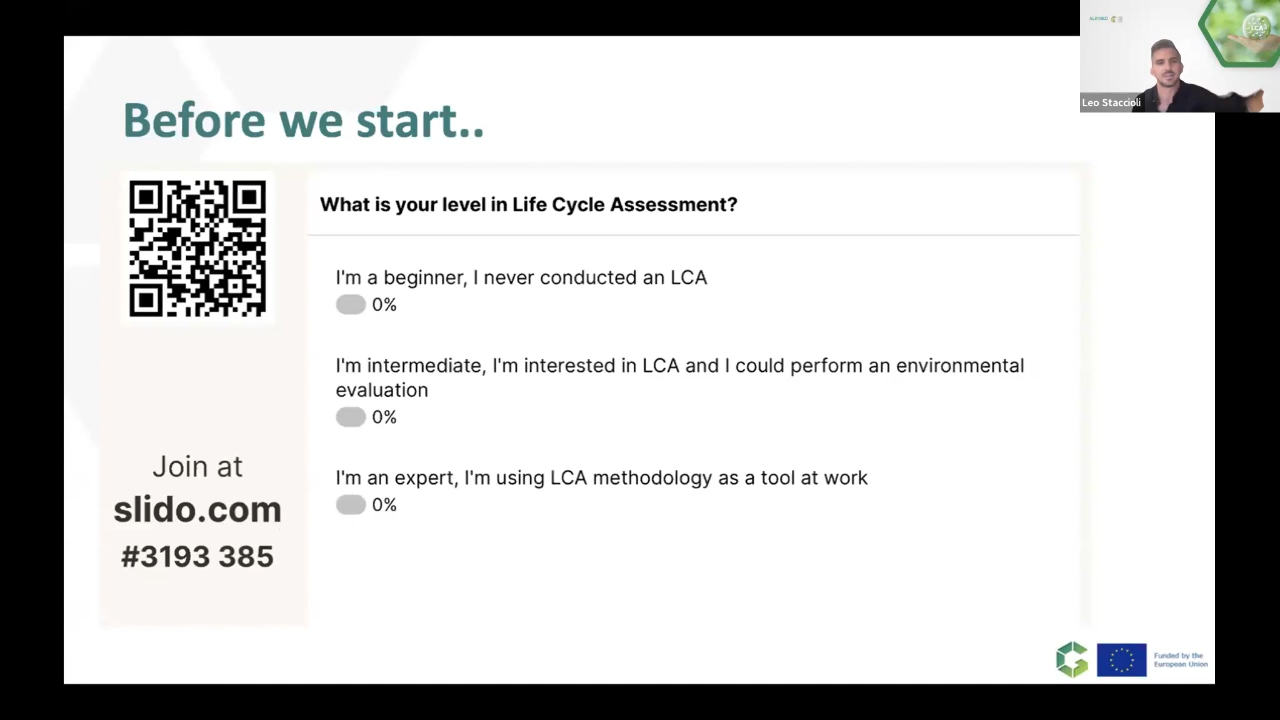 Before we start..
What is your level in Life Cycle Assessment?
I'm a beginner, I never conducted an LCA
0%
I'm intermediate, I'm interested in LCA and I could perform an environmental
evaluation
0%
I'm an expert, I'm using LCA methodology as a tool at work
0%
Join at
slido.com
#3193 385
Leo Staccioli
LCA
Funded by the
European Union